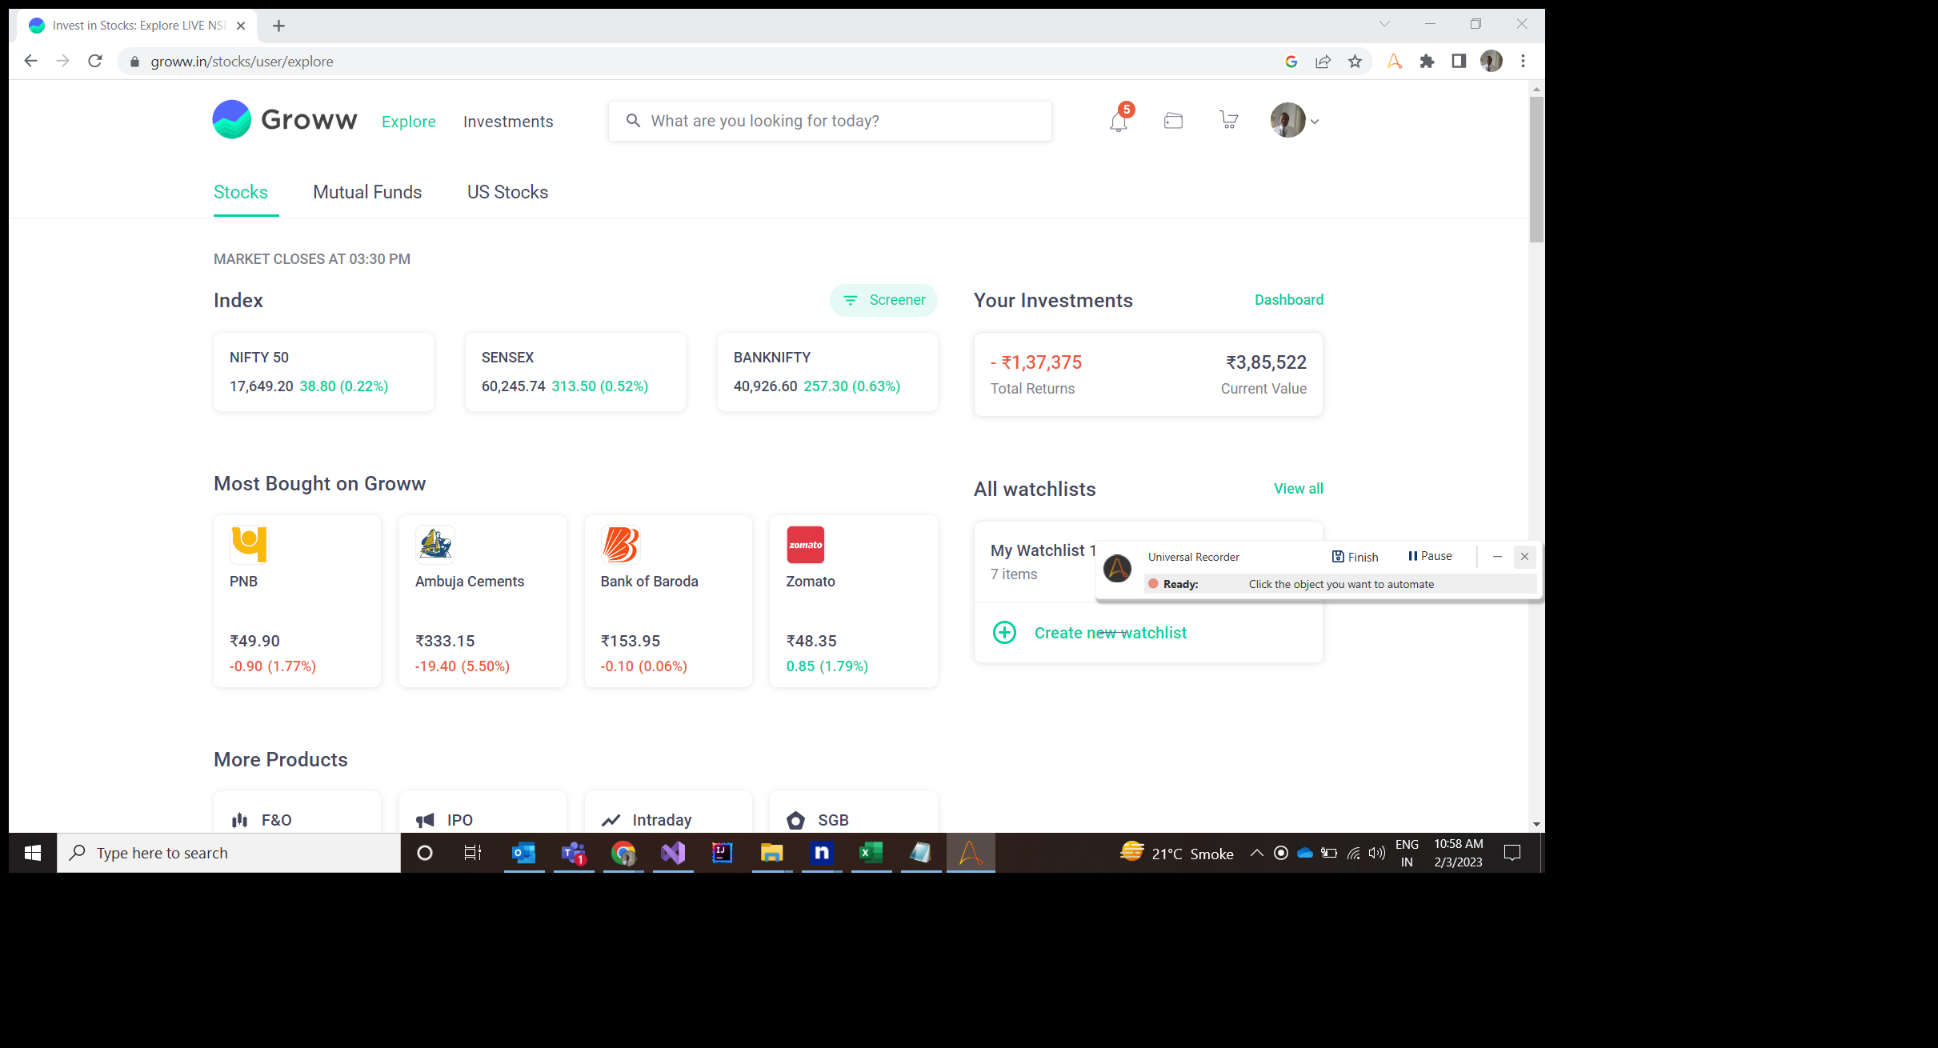 Invest in Stocks: Explore LIVE NSE
groww.in/stocks/user/explore
Groww Explore Investments What are you looking for today? 5
Stocks Mutual Funds US Stocks
MARKET CLOSES AT 03:30 PM
Index Screener
NIFTY 50
17,649.20 38.80 (0.22%)
SENSEX
60,245.74 313.50 (0.52%)
BANKNIFTY
40,926.60 257.30 (0.63%)
Your Investments Dashboard
- ₹1,37,375 ₹3,85,522
Total Returns Current Value
Most Bought on Groww
PNB
₹49.90
-0.90 (1.77%)
Ambuja Cements
₹333.15
-19.40 (5.50%)
Bank of Baroda
₹153.95
-0.10 (0.06%)
zomato
Zomato
₹48.35
0.85 (1.79%)
All watchlists View all
My Watchlist 1
7 items
Create new watchlist
Universal Recorder Finish Pause
Ready: Click the object you want to automate
More Products
F&O IPO Intraday SGB
Type here to search
1
21°C Smoke
ENG
IN
10:58 AM
2/3/2023